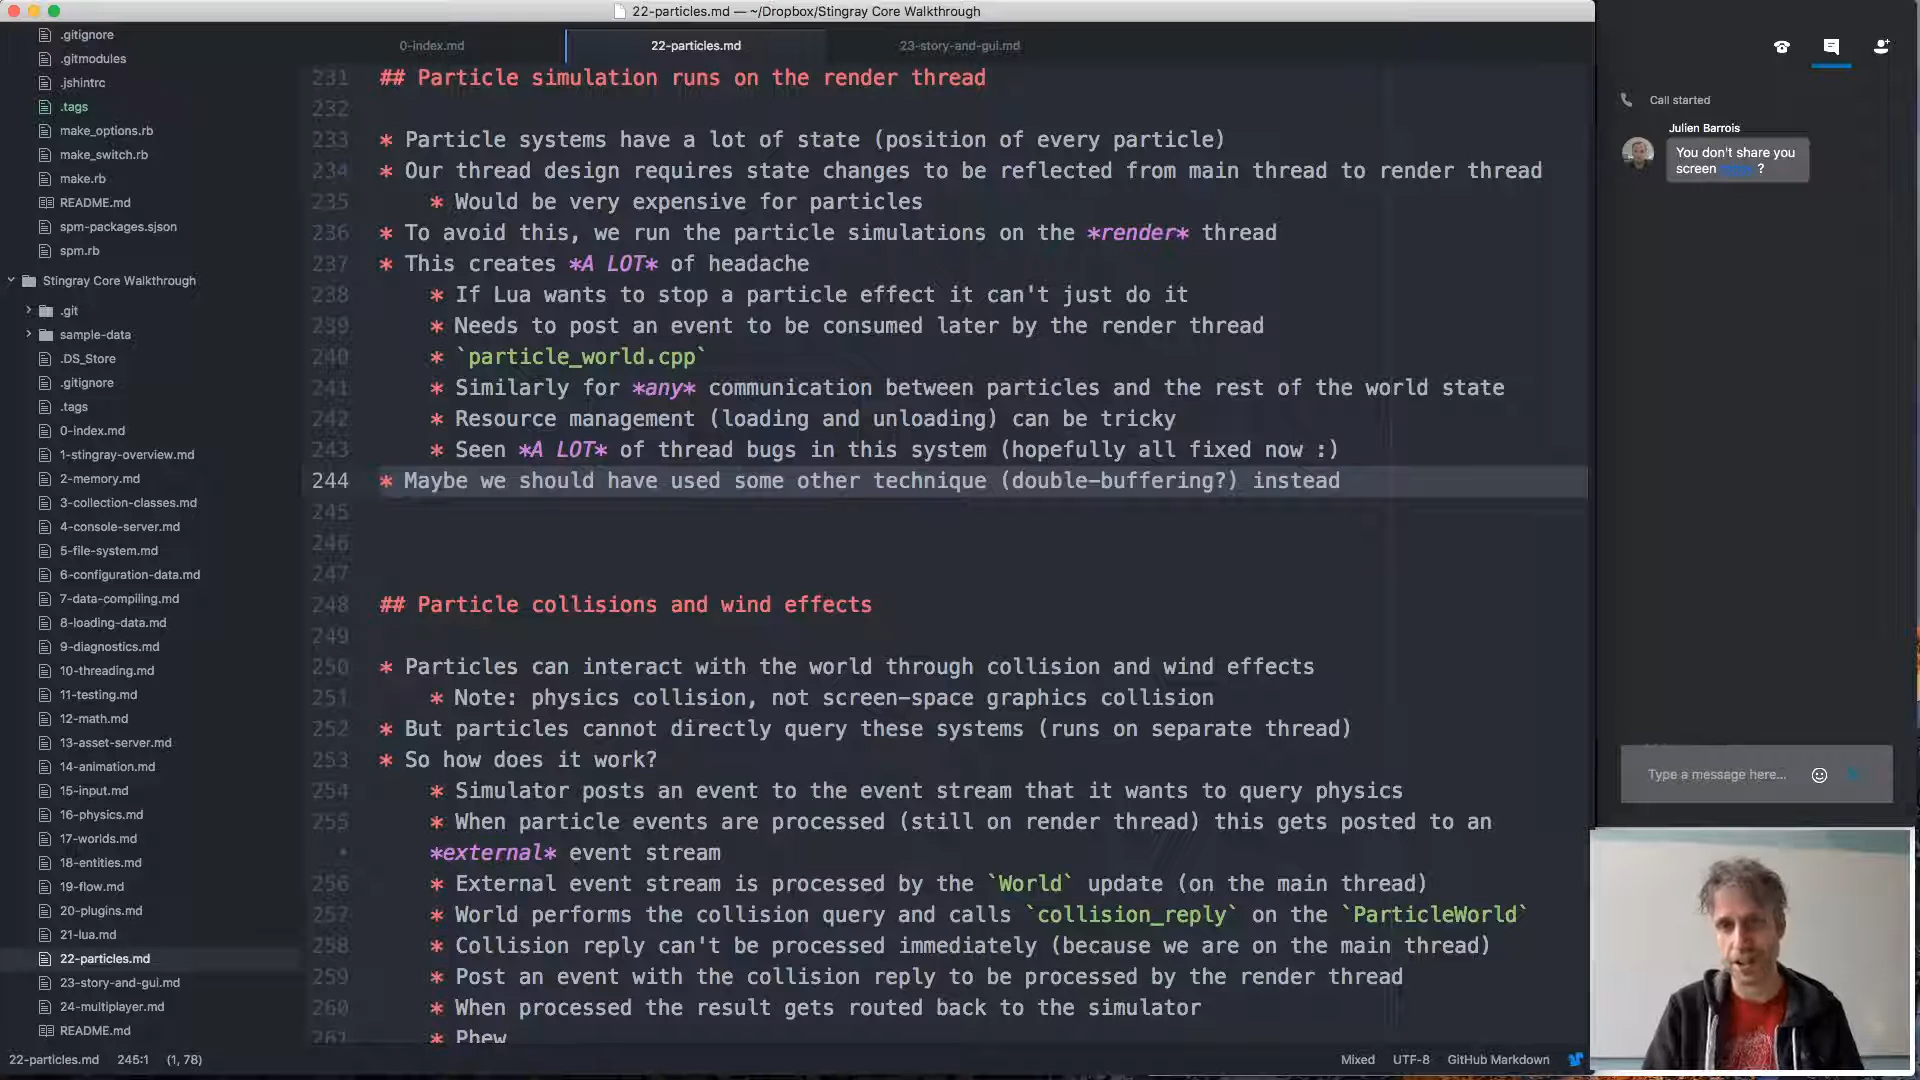 22-particles.md — ~/Dropbox/Stingray Core Walkthrough
.gitignore
.gitmodules
.jshintrc
.tags
make_options.rb
make_switch.rb
make.rb
README.md
spm-packages.sjson
spm.rb
Stingray Core Walkthrough
.git
sample-data
.DS_Store
.gitignore
.tags
0-index.md
1-stingray-overview.md
2-memory.md
3-collection-classes.md
4-console-server.md
5-file-system.md
6-configuration-data.md
7-data-compiling.md
8-loading-data.md
9-diagnostics.md
10-threading.md
11-testing.md
12-math.md
13-asset-server.md
14-animation.md
15-input.md
16-physics.md
17-worlds.md
18-entities.md
19-flow.md
20-plugins.md
21-lua.md
22-particles.md
23-story-and-gui.md
24-multiplayer.md
README.md
0-index.md
22-particles.md
23-story-and-gui.md
231 ## Particle simulation runs on the render thread
232
233 * Particle systems have a lot of state (position of every particle)
234 * Our thread design requires state changes to be reflected from main thread to render thread
235 * Would be very expensive for particles
236 * To avoid this, we run the particle simulations on the *render* thread
237 * This creates *A LOT* of headache
238 * If Lua wants to stop a particle effect it can't just do it
239 * Needs to post an event to be consumed later by the render thread
240 * `particle_world.cpp`
241 * Similarly for *any* communication between particles and the rest of the world state
242 * Resource management (loading and unloading) can be tricky
243 * Seen *A LOT* of thread bugs in this system (hopefully all fixed now :)
244 * Maybe we should have used some other technique (double-buffering?) instead
245
246
247
248 ## Particle collisions and wind effects
249
250 * Particles can interact with the world through collision and wind effects
251 * Note: physics collision, not screen-space graphics collision
252 * But particles cannot directly query these systems (runs on separate thread)
253 * So how does it work?
254 * Simulator posts an event to the event stream that it wants to query physics
255 * When particle events are processed (still on render thread) this gets posted to an
• *external* event stream
256 * External event stream is processed by the `World` update (on the main thread)
257 * World performs the collision query and calls `collision_reply` on the `ParticleWorld`
258 * Collision reply can't be processed immediately (because we are on the main thread)
259 * Post an event with the collision reply to be processed by the render thread
260 * When processed the result gets routed back to the simulator
261 * Phew
22-particles.md 245:1 (1, 78)
Mixed UTF-8 GitHub Markdown
Call started
Julien Barrois
You don't share you
screen ?
Type a message here...